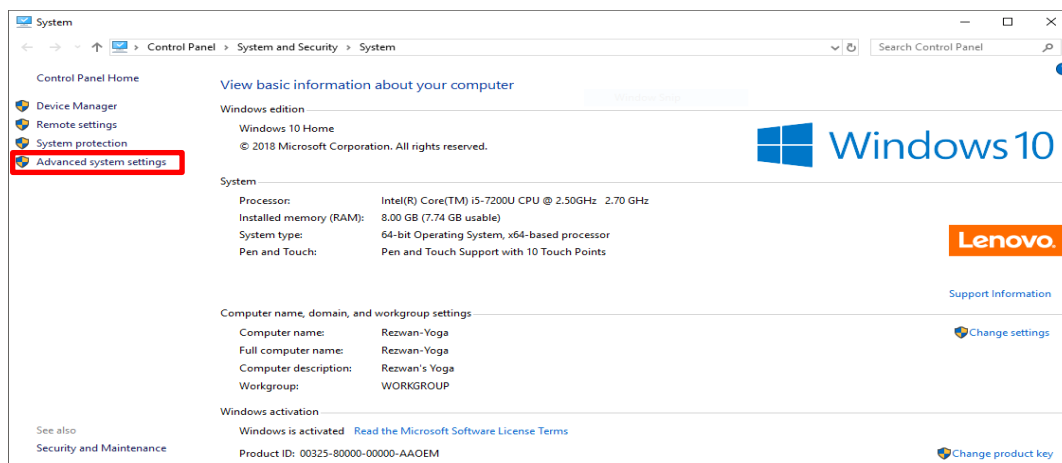 System
Control Panel > System and Security > System
Search Control Panel
Control Panel Home
Device Manager
Remote settings
System protection
Advanced system settings
See also
Security and Maintenance
View basic information about your computer
Window Snip
Windows edition
Windows 10 Home
© 2018 Microsoft Corporation. All rights reserved.
Windows 10
System
Processor: Intel(R) Core(TM) i5-7200U CPU @ 2.50GHz 2.70 GHz
Installed memory (RAM): 8.00 GB (7.74 GB usable)
System type: 64-bit Operating System, x64-based processor
Pen and Touch: Pen and Touch Support with 10 Touch Points
Lenovo.
Support Information
Computer name, domain, and workgroup settings
Computer name: Rezwan-Yoga
Change settings
Full computer name: Rezwan-Yoga
Computer description: Rezwan's Yoga
Workgroup: WORKGROUP
Windows activation
Windows is activated Read the Microsoft Software License Terms
Product ID: 00325-80000-00000-AAOEM
Change product key